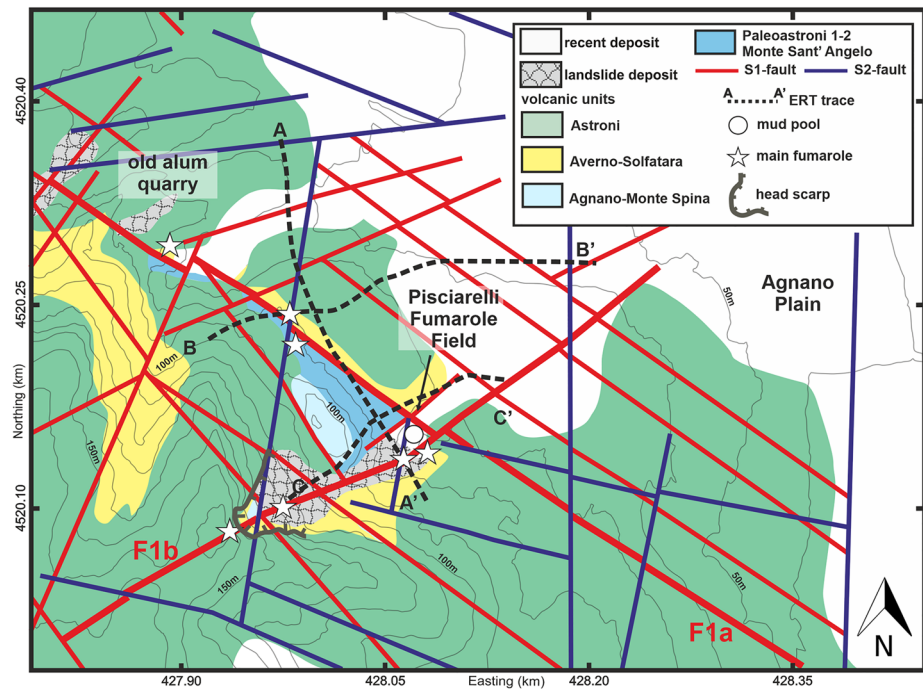 recent deposit
landslide deposit
volcanic units
Astroni
Averno-Solfatara
Agnano-Monte Spina
Paleoastroni 1-2
Monte Sant' Angelo
S1-fault
S2-fault
A A'
ERT trace
mud pool
main fumarole
head scarp
4520.40
4520.25
4520.10
Northing (km)
old alum
quarry
A
B'
B
Pisciarelli
Fumarole
Field
Agnano
Plain
50m
100m
100m
150m
C'
C
A'
F1b
150m
100m
50m
F1a
N
427.90
428.05
Easting (km)
428.20
428.35